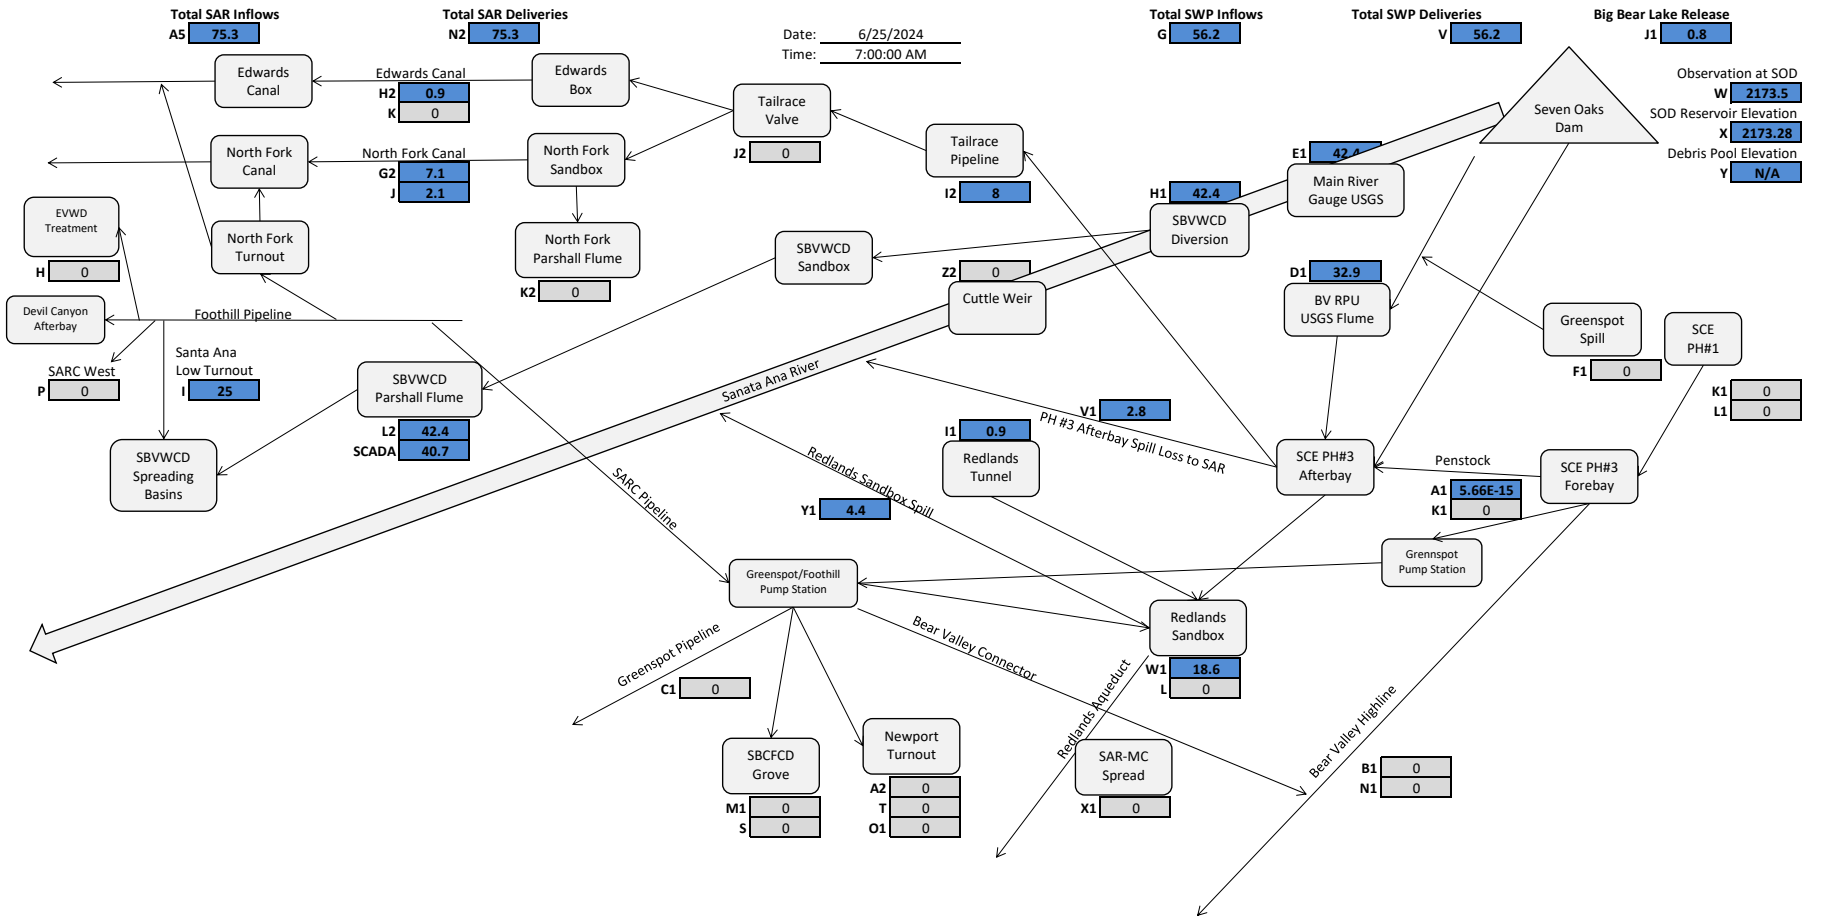 Total SAR Inflows
A5 75.3
Total SAR Deliveries
N2 75.3
Date: 6/25/2024
Time: 7:00:00 AM
Total SWP Inflows
G 56.2
Total SWP Deliveries
V 56.2
Big Bear Lake Release
J1 0.8
Edwards
Canal
Edwards Canal
H2 0.9
K 0
Edwards
Box
Tailrace
Valve
J2 0
Tailrace
Pipeline
I2 8
Seven Oaks
Dam
Observation at SOD
W 2173.5
SOD Reservoir Elevation
X 2173.28
Debris Pool Elevation
Y N/A
North Fork
Canal
North Fork Canal
G2 7.1
J 2.1
North Fork
Sandbox
E1 42.4
Main River
Gauge USGS
H1 42.4
SBVWCD
Diversion
EVWD
Treatment
H 0
North Fork
Turnout
North Fork
Parshall Flume
K2 0
SBVWCD
Sandbox
Z2 0
Cuttle Weir
D1 32.9
BV RPU
USGS Flume
Greenspot
Spill
F1 0
SCE
PH#1
K1 0
L1 0
Devil Canyon
Afterbay
Foothill Pipeline
SARC West
P 0
Santa Ana
Low Turnout
I 25
SBVWCD
Parshall Flume
L2 42.4
SCADA 40.7
SBVWCD
Spreading
Basins
Sanata Ana River
V1 2.8
PH #3 Afterbay Spill Loss to SAR
I1 0.9
Redlands
Tunnel
Redlands Sandbox Spill
Y1 4.4
SARC Pipeline
SCE PH#3
Afterbay
Penstock
A1 5.66E-15
K1 0
SCE PH#3
Forebay
Grennspot
Pump Station
Greenspot/Foothill
Pump Station
Redlands
Sandbox
W1 18.6
L 0
Greenspot Pipeline
C1 0
Bear Valley Connector
Redlands Aqueduct
Bear Valley Highline
SBCFCD
Grove
M1 0
S 0
Newport
Turnout
A2 0
T 0
O1 0
SAR-MC
Spread
X1 0
B1 0
N1 0